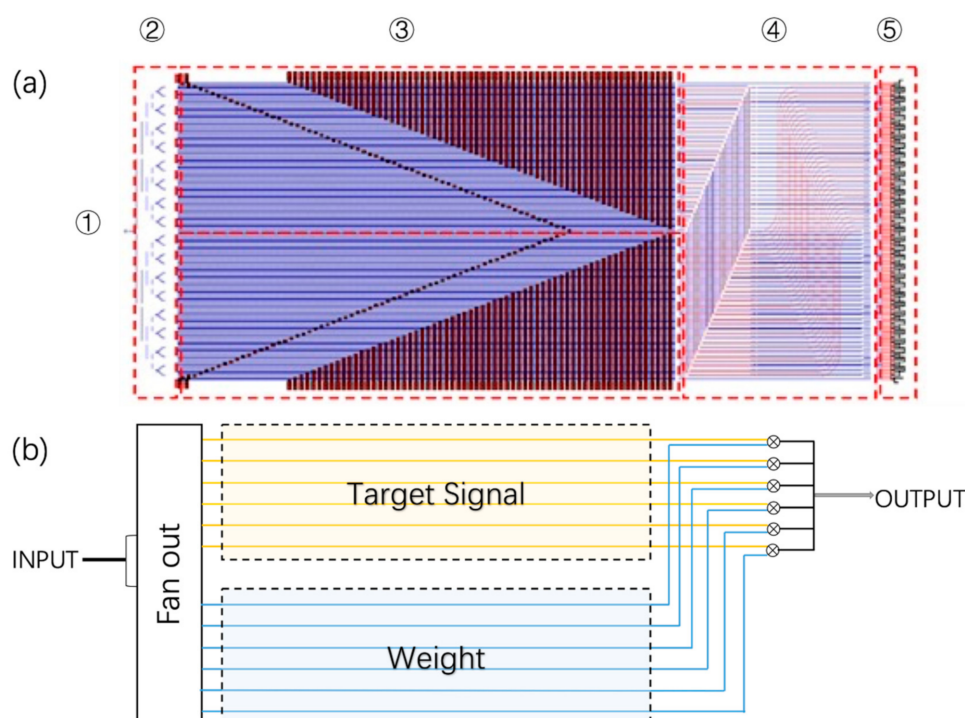 ② ③ ④ ⑤
(a)
①
(b)
Target Signal
OUTPUT
INPUT
Fan out
Weight